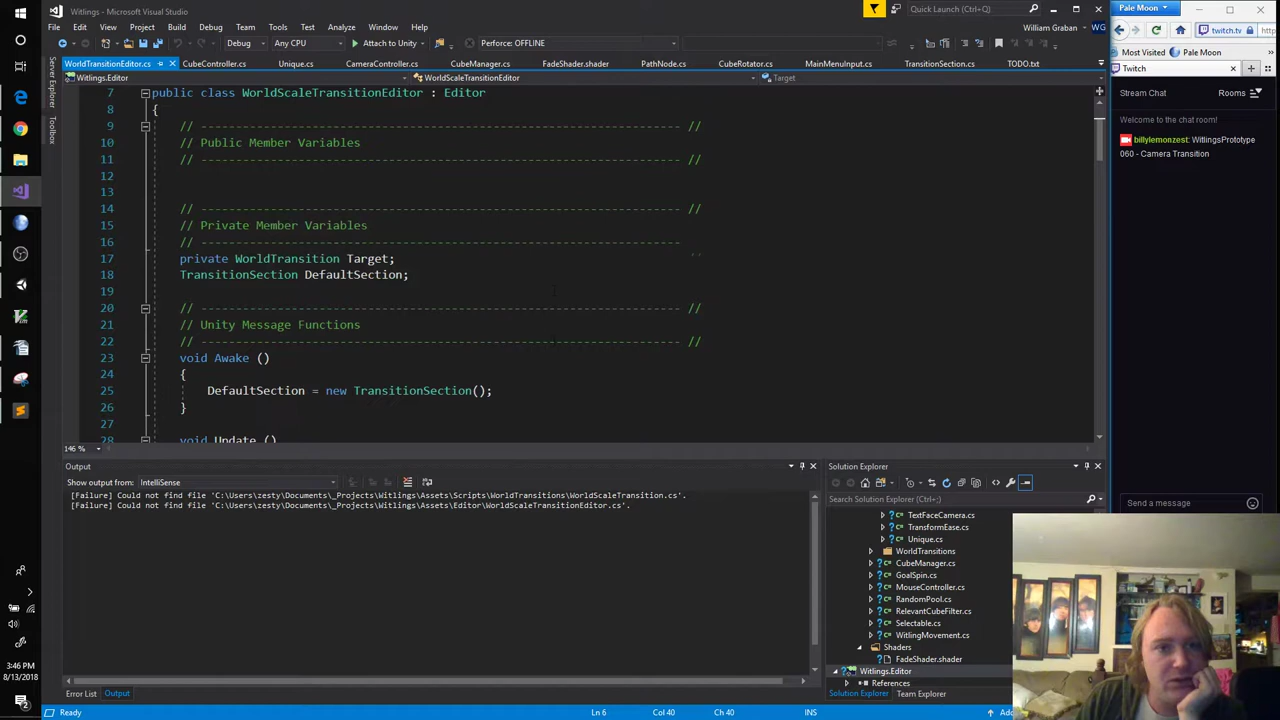 Witlings - Microsoft Visual Studio
Quick Launch (Ctrl+Q)
Pale Moon
File Edit View Project Build Debug Team Tools Test Analyze Window Help
William Graban WG
twitch.tv
Debug Any CPU Attach to Unity Perforce: OFFLINE
Most Visited Pale Moon
WorldTransitionEditor.cs CubeController.cs Unique.cs CameraController.cs CubeManager.cs FadeShader.shader PathNode.cs CubeRotator.cs MainMenuInput.cs TransitionSection.cs TODO.txt
Twitch
Witlings.Editor WorldScaleTransitionEditor Target
Server Explorer
Toolbox
7 public class WorldScaleTransitionEditor : Editor
8 {
9 // ---------------------------------------------------------------------- //
10 // Public Member Variables
11 // ---------------------------------------------------------------------- //
12
13
14 // ---------------------------------------------------------------------- //
15 // Private Member Variables
16 // ----------------------------------------------------------------------
17 private WorldTransition Target;
18 TransitionSection DefaultSection;
19
20 // ---------------------------------------------------------------------- //
21 // Unity Message Functions
22 // ---------------------------------------------------------------------- //
23 void Awake ()
24 {
25 DefaultSection = new TransitionSection();
26 }
27
28 void Update ()
146 %
Stream Chat Rooms
Welcome to the chat room!
billylemonzest: WitlingsPrototype
060 - Camera Transition
Send a message
Output
Show output from: IntelliSense
[Failure] Could not find file 'C:\Users\zesty\Documents\_Projects\Witlings\Assets\Scripts\WorldTransitions\WorldScaleTransition.cs'.
[Failure] Could not find file 'C:\Users\zesty\Documents\_Projects\Witlings\Assets\Editor\WorldScaleTransitionEditor.cs'.
Error List Output
Solution Explorer
Search Solution Explorer (Ctrl+;)
TextFaceCamera.cs
TransformEase.cs
Unique.cs
WorldTransitions
CubeManager.cs
GoalSpin.cs
MouseController.cs
RandomPool.cs
RelevantCubeFilter.cs
Selectable.cs
WitlingMovement.cs
Shaders
FadeShader.shader
Witlings.Editor
References
Solution Explorer Team Explorer
3:46 PM
8/13/2018
Ready Ln 6 Col 40 Ch 40 INS